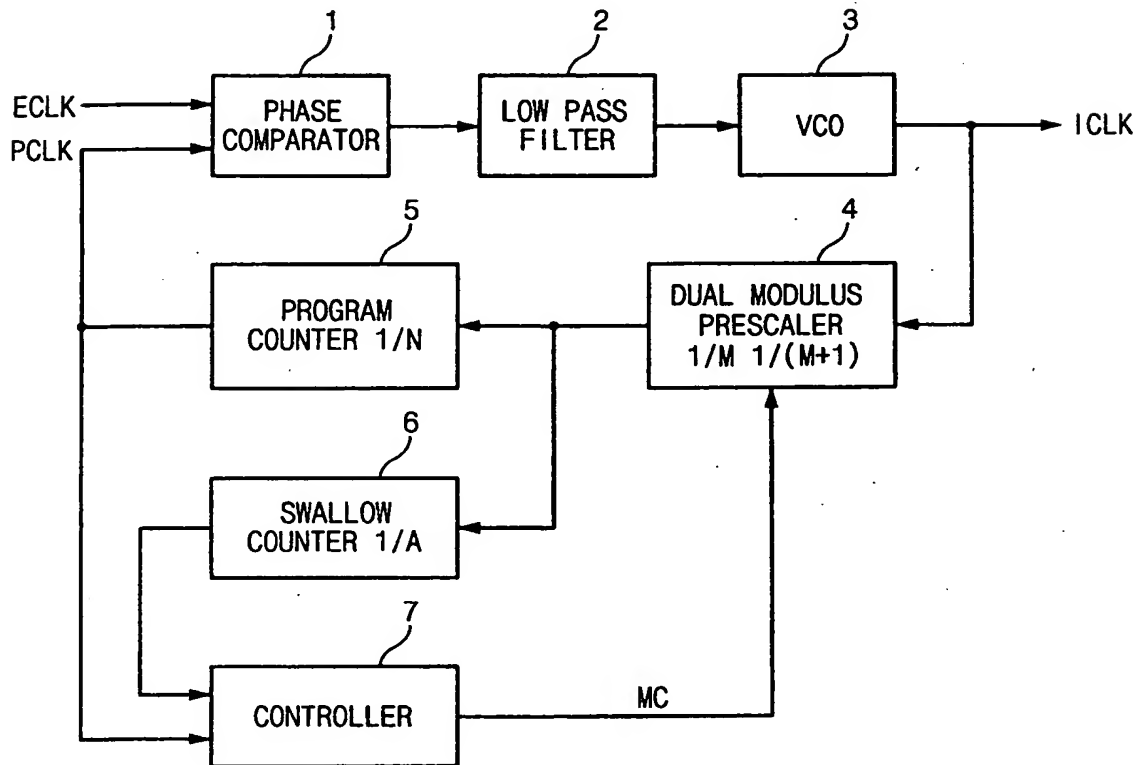 1
2
3
ECLK
PCLK
PHASE
COMPARATOR
LOW PASS
FILTER
VCO
ICLK
5
4
PROGRAM
COUNTER 1/N
DUAL MODULUS
PRESCALER
1/M 1/(M+1)
6
SWALLOW
COUNTER 1/A
7
CONTROLLER
MC